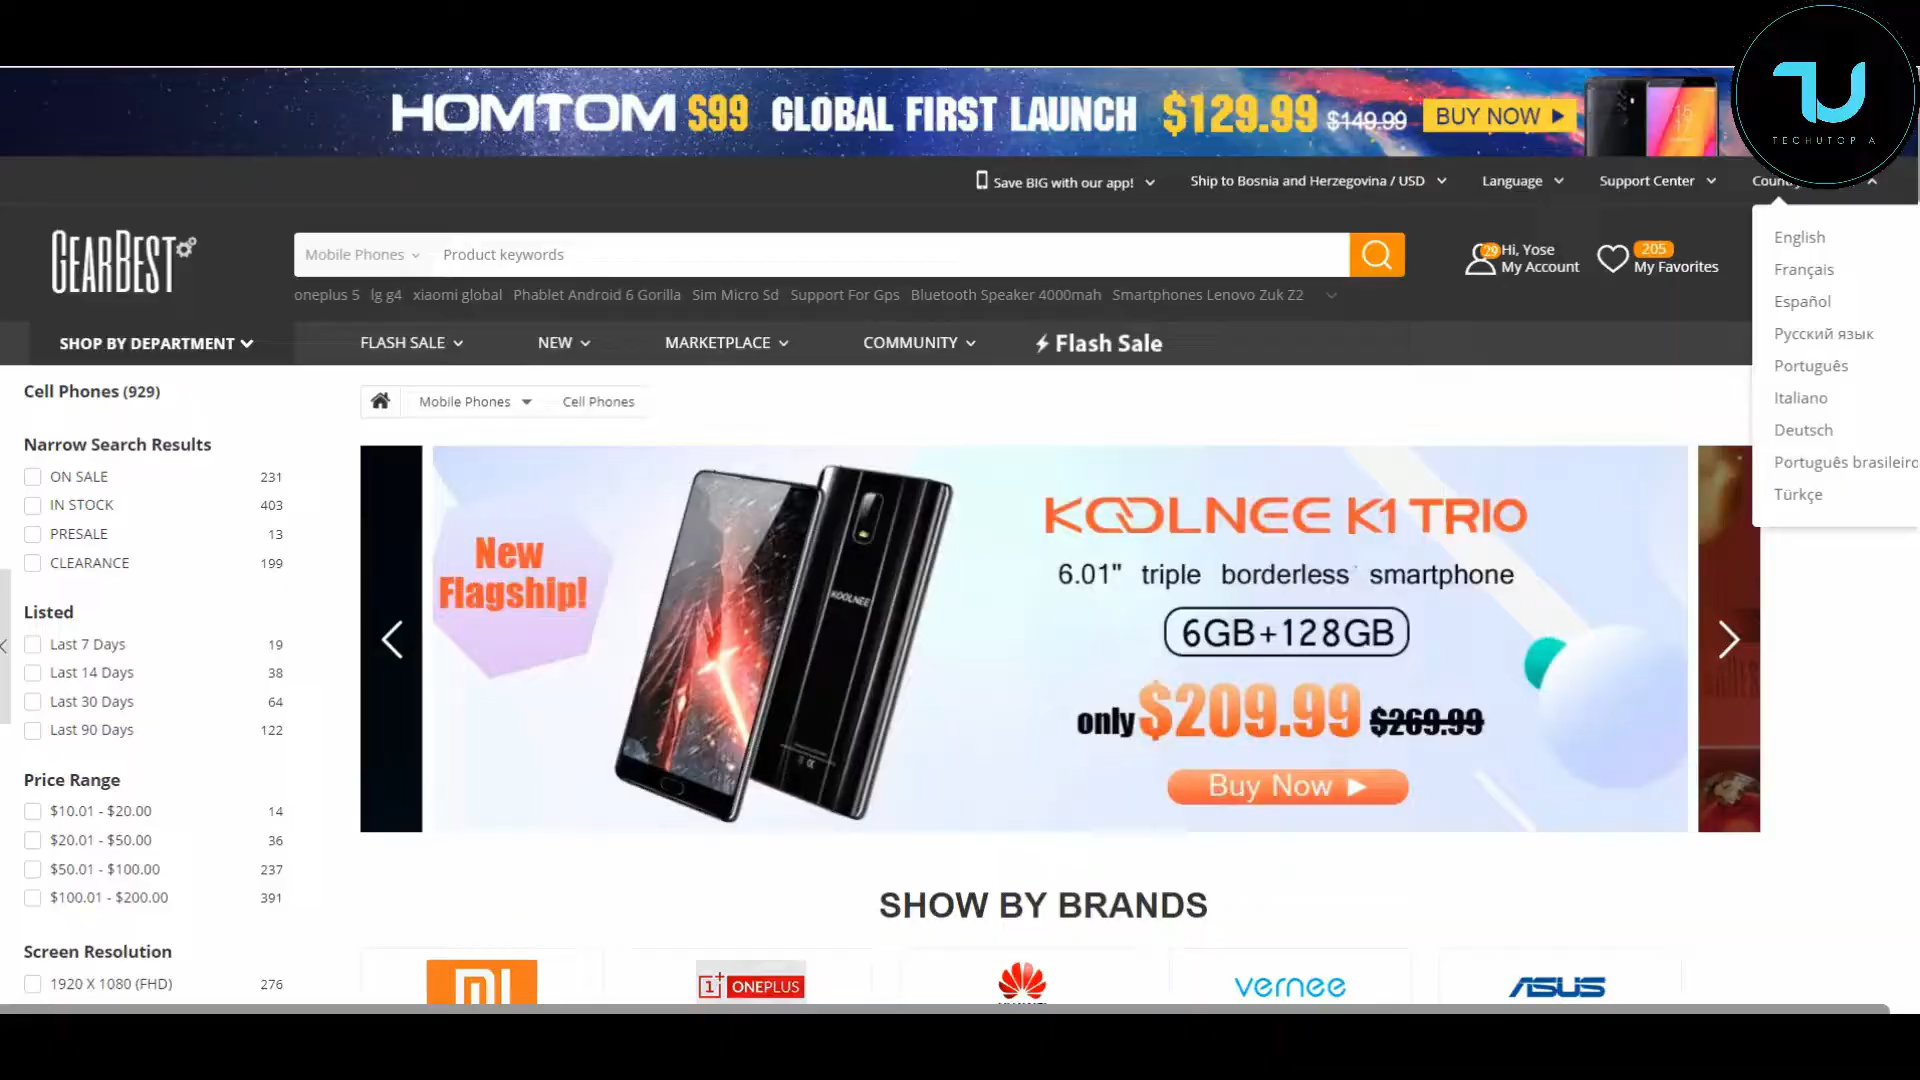 HOMTOM S99 GLOBAL FIRST LAUNCH $129.99 $149.99 BUY NOW
TECHUTOPIA
Save BIG with our app! Ship to Bosnia and Herzegovina / USD Language Support Center
GEARBEST
Mobile Phones Product keywords
29 Hi, Yose
My Account
205
My Favorites
oneplus 5 lg g4 xiaomi global Phablet Android 6 Gorilla Sim Micro Sd Support For Gps Bluetooth Speaker 4000mah Smartphones Lenovo Zuk Z2
SHOP BY DEPARTMENT FLASH SALE NEW MARKETPLACE COMMUNITY Flash Sale
English
Français
Español
Русский язык
Português
Italiano
Deutsch
Português brasileiro
Türkçe
Cell Phones (929)
Narrow Search Results
ON SALE 231
IN STOCK 403
PRESALE 13
CLEARANCE 199
Listed
Last 7 Days 19
Last 14 Days 38
Last 30 Days 64
Last 90 Days 122
Price Range
$10.01 - $20.00 14
$20.01 - $50.00 36
$50.01 - $100.00 237
$100.01 - $200.00 391
Screen Resolution
1920 X 1080 (FHD) 276
Mobile Phones Cell Phones
New
Flagship!
KOOLNEE
KOOLNEE K1 TRIO
6.01" triple borderless smartphone
6GB+128GB
only $209.99 $269.99
Buy Now
SHOW BY BRANDS
MI
1+ ONEPLUS
vernee
ASUS